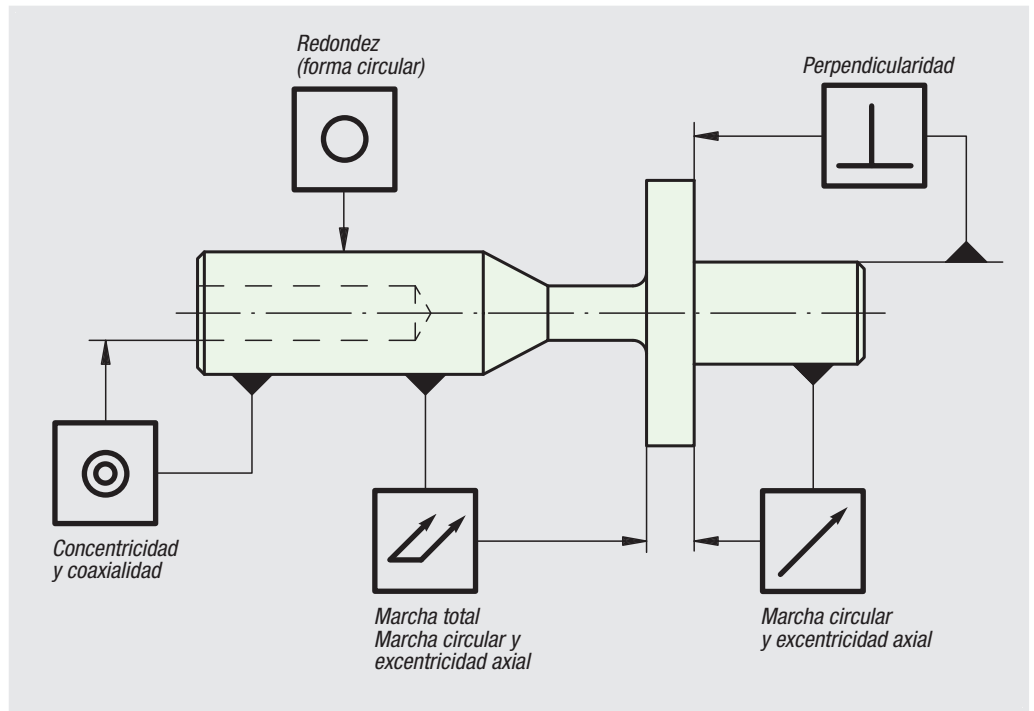 Redondez
(forma circular)
Perpendicularidad
Concentricidad
y coaxialidad
Marcha total
Marcha circular y
excentricidad axial
Marcha circular
y excentricidad axial